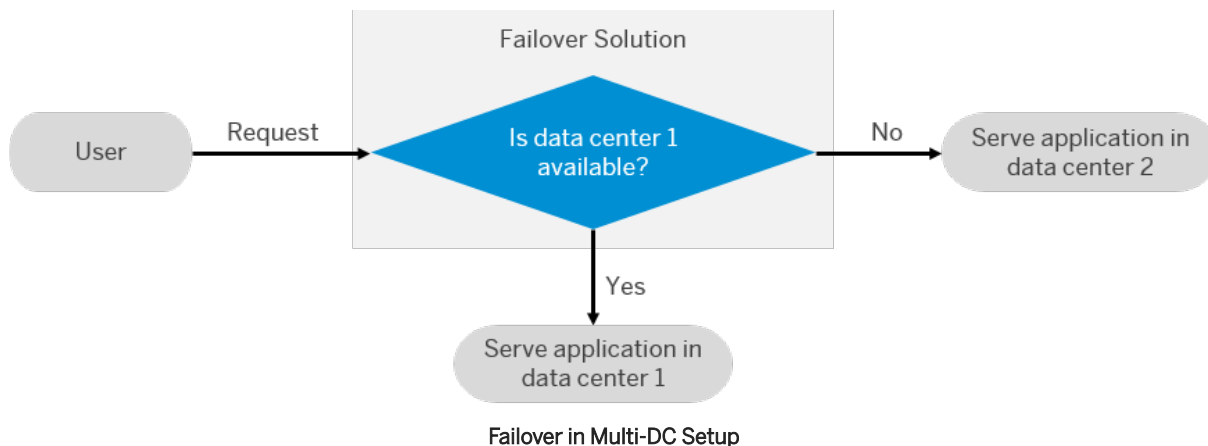 Failover Solution
User
Request
Is data center 1
available?
No
Serve application in
data center 2
Yes
Serve application in
data center 1
Failover in Multi-DC Setup